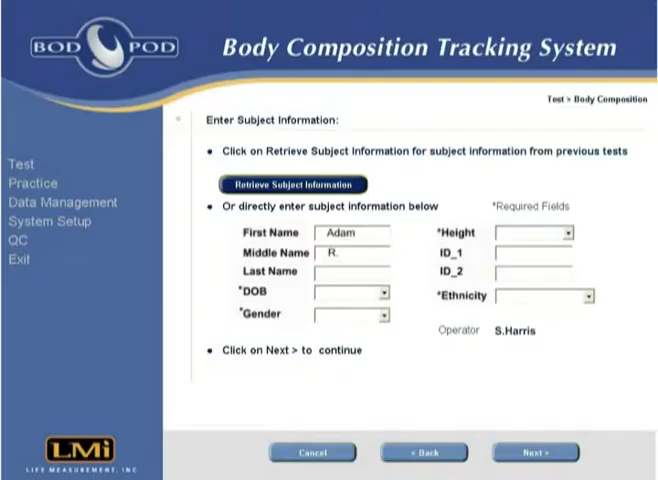 BOD POD
Body Composition Tracking System
Test > Body Composition
Enter Subject Information:
Click on Retrieve Subject Information for subject information from previous tests
Retrieve Subject Information
Or directly enter subject information below
*Required Fields
First Name Adam
*Height
Middle Name R.
ID_1
Last Name
ID_2
*DOB
*Ethnicity
*Gender
Operator S.Harris
Click on Next > to continue
Test
Practice
Data Management
System Setup
QC
Exit
LMi
LIFE MEASUREMENT, INC
Cancel
< Back
Next >